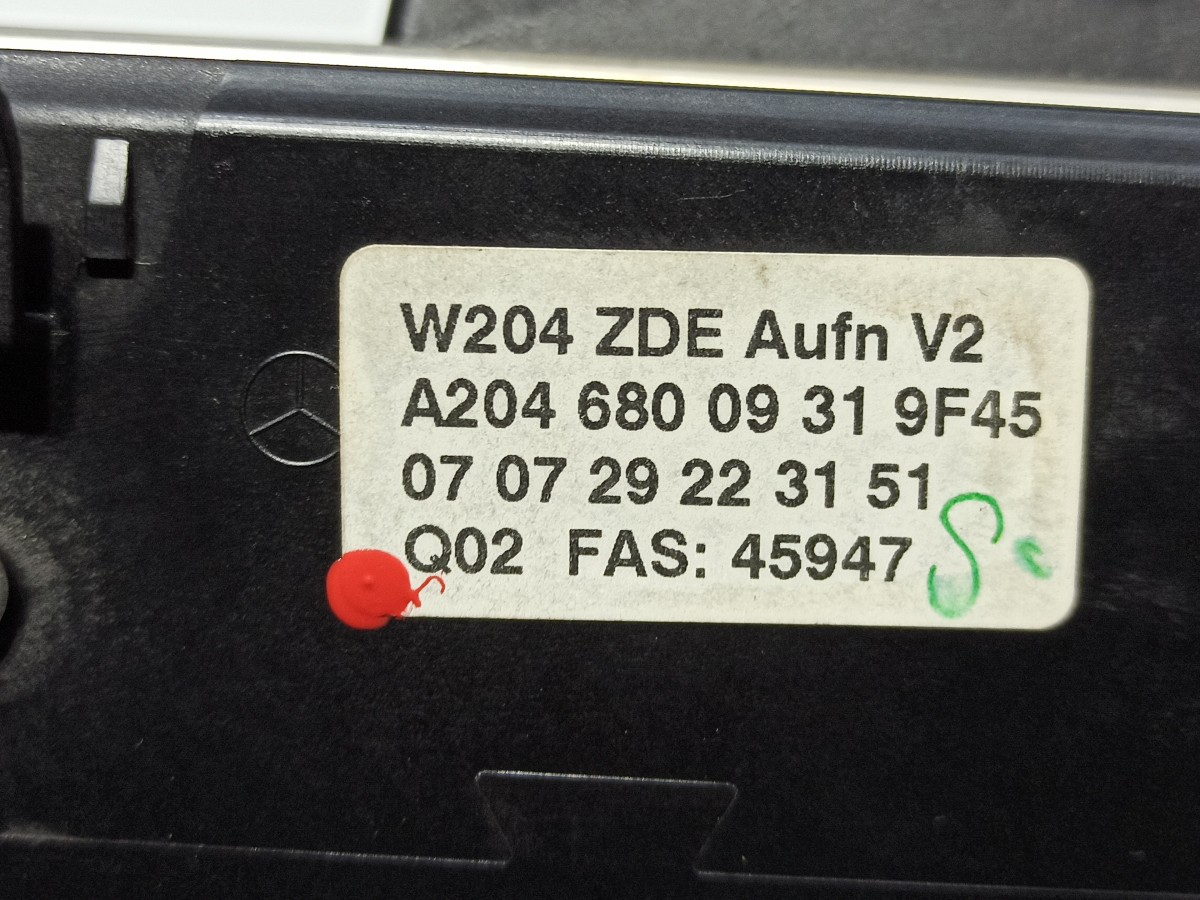 W204 ZDE Aufn V2
A204 680 09 31 9F45
07 07 29 22 31 51
Q02 FAS: 45947